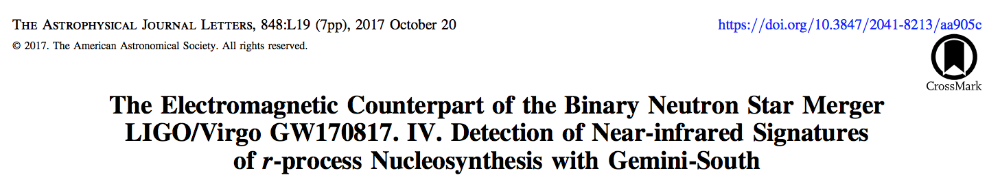 THE ASTROPHYSICAL JOURNAL LETTERS, 848:L19 (7pp), 2017 October 20
https://doi.org/10.3847/2041-8213/aa905c
© 2017. The American Astronomical Society. All rights reserved.
CrossMark
The Electromagnetic Counterpart of the Binary Neutron Star Merger
LIGO/Virgo GW170817. IV. Detection of Near-infrared Signatures
of r-process Nucleosynthesis with Gemini-South